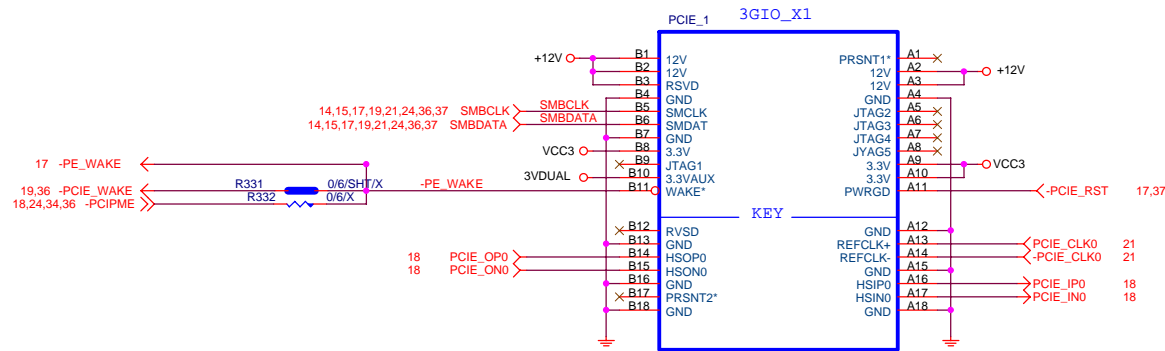 PCIE_1 3GIO_X1
+12V B1 12V PRSNT1* A1
B2 12V 12V A2 +12V
B3 RSVD 12V A3
B4 GND GND A4
14,15,17,19,21,24,36,37 SMBCLK SMBCLK B5 SMCLK JTAG2 A5
14,15,17,19,21,24,36,37 SMBDATA SMBDATA B6 SMDAT JTAG3 A6
B7 GND JTAG4 A7
VCC3 B8 3.3V JYAG5 A8
17 -PE_WAKE B9 JTAG1 3.3V A9 VCC3
3VDUAL B10 3.3VAUX 3.3V A10
19,36 -PCIE_WAKE R331 0/6/SHT/X -PE_WAKE B11 WAKE* PWRGD A11 -PCIE_RST 17,37
18,24,34,36 -PCIPME R332 0/6/X
KEY
B12 RVSD GND A12
B13 GND REFCLK+ A13 PCIE_CLK0 21
18 PCIE_OP0 B14 HSOP0 REFCLK- A14 -PCIE_CLK0 21
18 PCIE_ON0 B15 HSON0 GND A15
B16 GND HSIP0 A16 PCIE_IP0 18
B17 PRSNT2* HSIN0 A17 PCIE_IN0 18
B18 GND GND A18